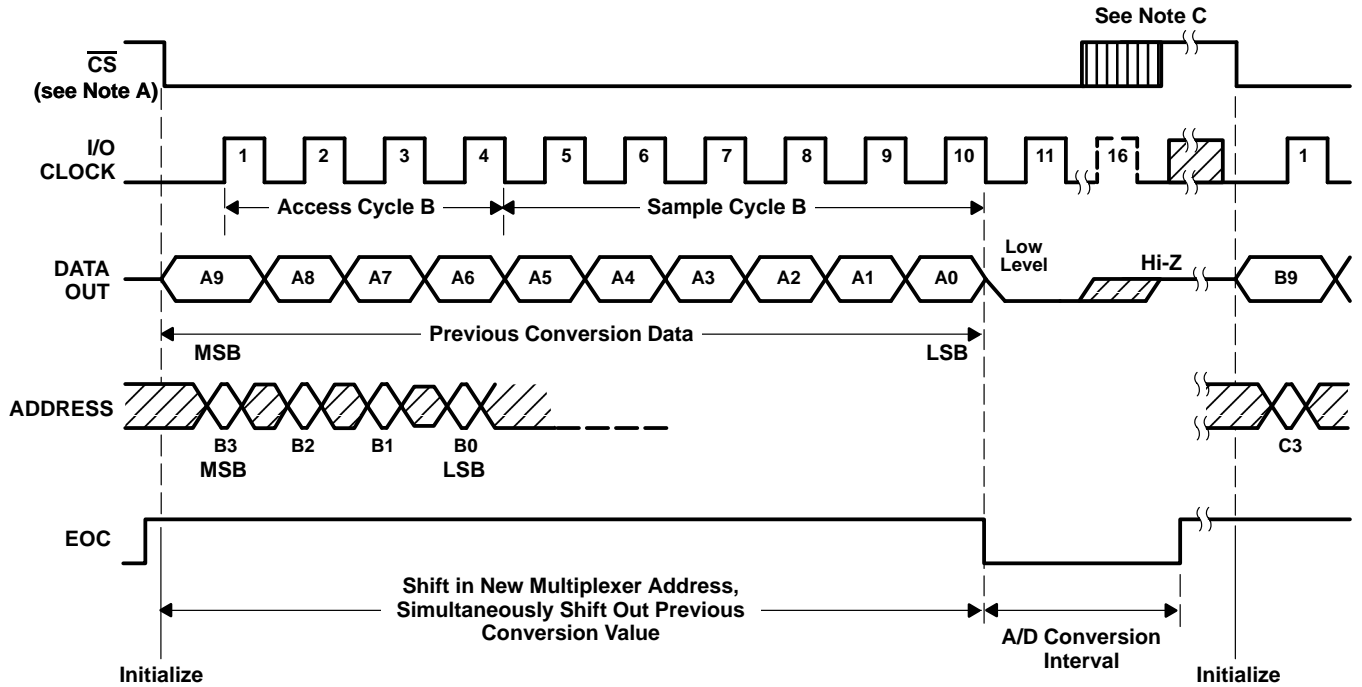 See Note C
CS
(see Note A)
I/O
CLOCK
1 2 3 4 5 6 7 8 9 10 11 16 1
Access Cycle B Sample Cycle B
DATA
OUT
A9 A8 A7 A6 A5 A4 A3 A2 A1 A0
Low
Level
Hi-Z
B9
Previous Conversion Data
MSB LSB
ADDRESS
B3 B2 B1 B0 C3
MSB LSB
EOC
Shift in New Multiplexer Address,
Simultaneously Shift Out Previous
Conversion Value
A/D Conversion
Interval
Initialize Initialize